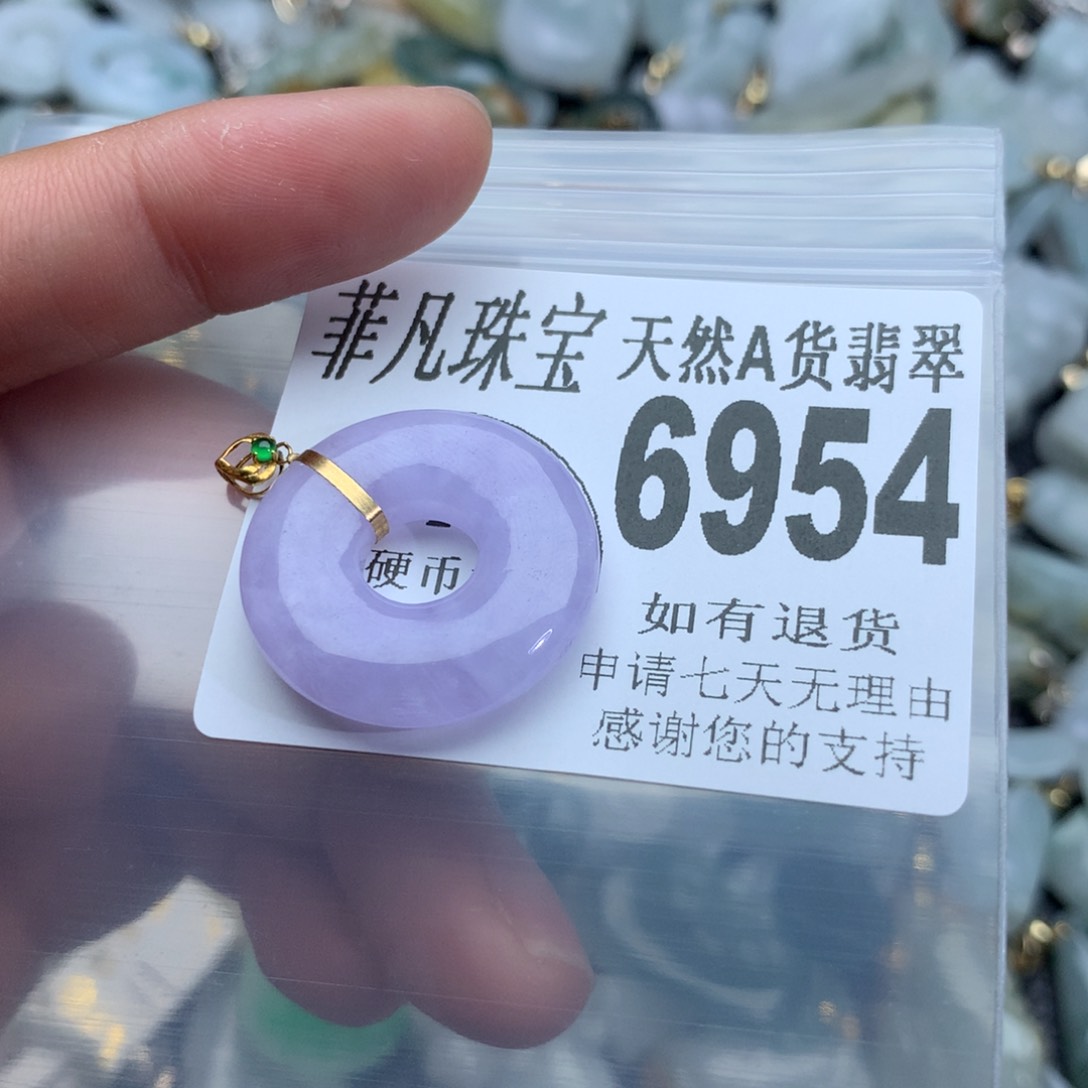 菲凡珠宝 天然A货翡翠
6954
硬币
如有退货
申请七天无理由
感谢您的支持